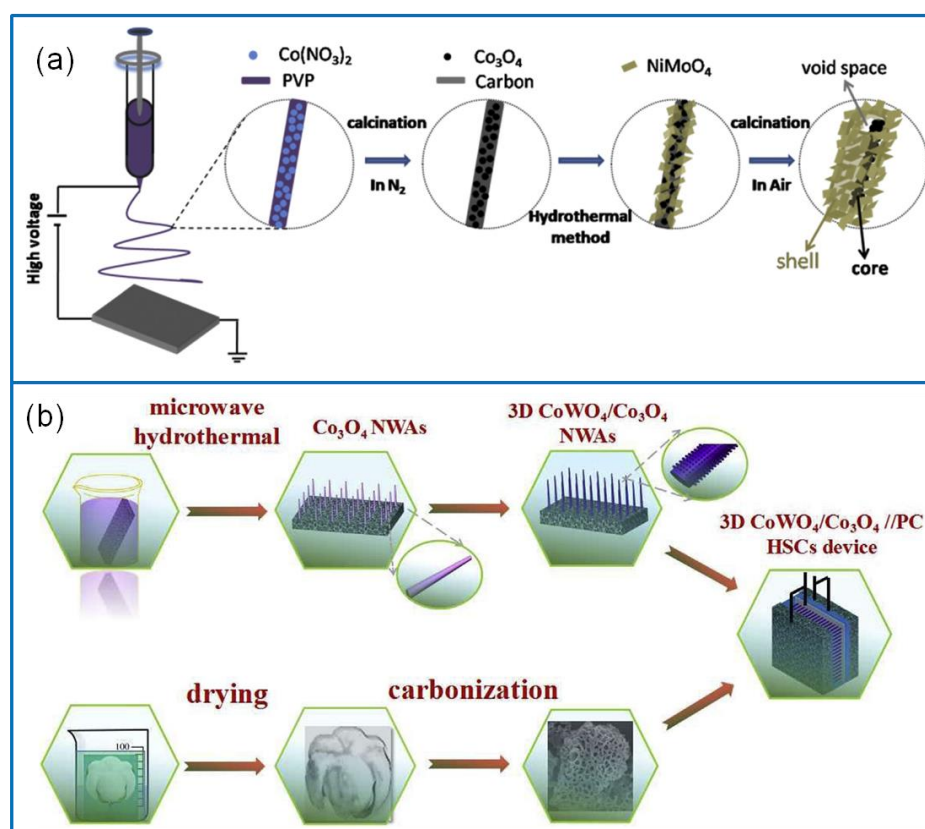 (a)
High voltage
Co(NO₃)₂
PVP
calcination
In N₂
Co₃O₄
Carbon
Hydrothermal
method
NiMoO₄
calcination
In Air
void space
shell
core
(b)
microwave
hydrothermal
Co₃O₄ NWAs
3D CoWO₄/Co₃O₄
NWAs
3D CoWO₄/Co₃O₄ //PC
HSCs device
drying
carbonization
100